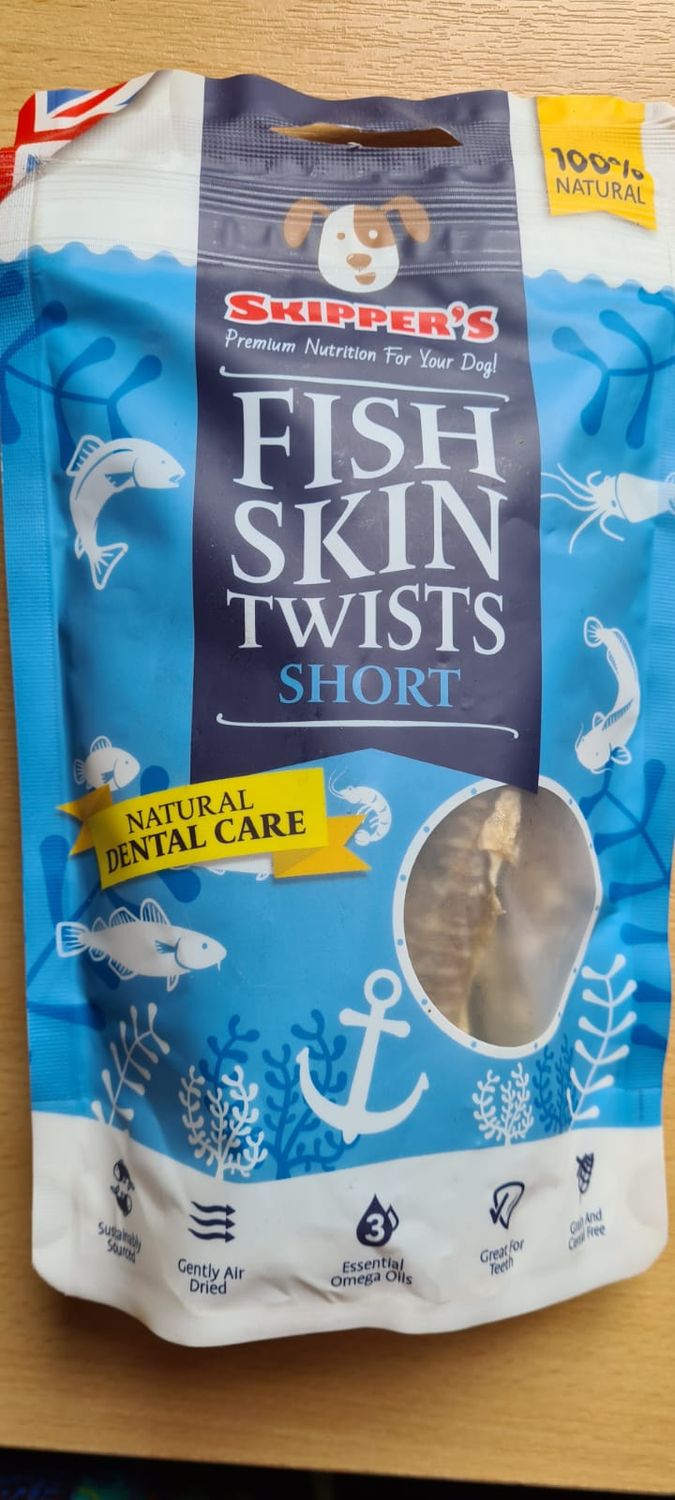 100%
NATURAL
SKIPPER'S
Premium Nutrition For Your Dog!
FISH
SKIN
TWISTS
SHORT
NATURAL
DENTAL CARE
Sustainably
Sourced
Gently Air
Dried
3
Essential
Omega Oils
Great For
Teeth
Grain And
Cereal Free